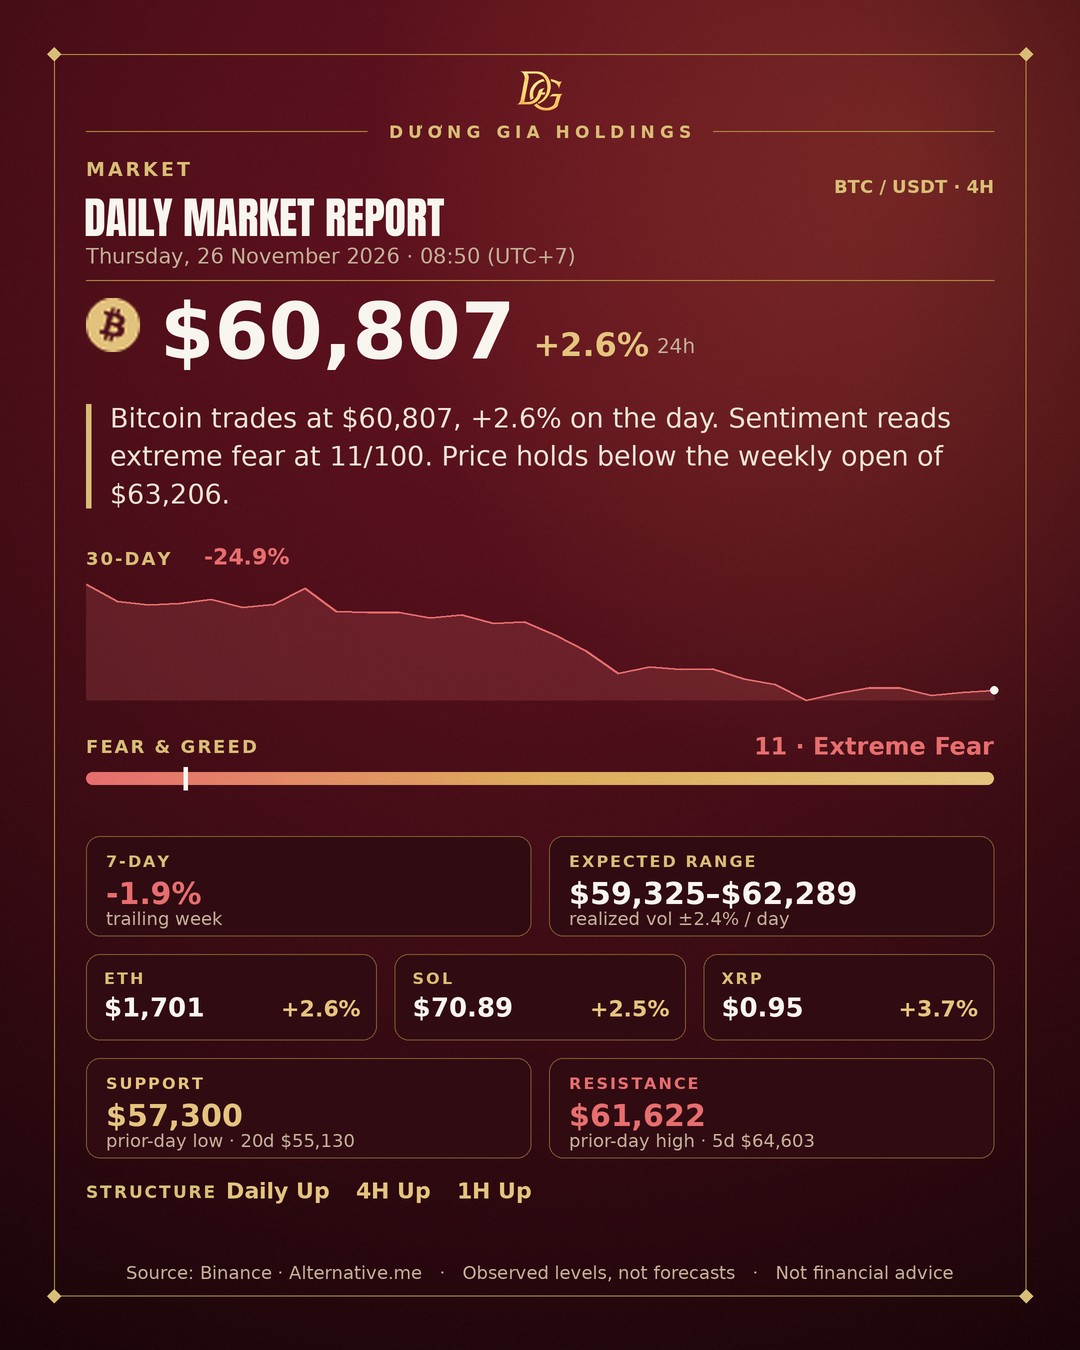 DG
DƯƠNG GIA HOLDINGS
MARKET
BTC / USDT · 4H
DAILY MARKET REPORT
Thursday, 26 November 2026 · 08:50 (UTC+7)
$60,807 +2.6% 24h
Bitcoin trades at $60,807, +2.6% on the day. Sentiment reads
extreme fear at 11/100. Price holds below the weekly open of
$63,206.
30-DAY -24.9%
FEAR & GREED 11 · Extreme Fear
7-DAY
-1.9%
trailing week
EXPECTED RANGE
$59,325–$62,289
realized vol ±2.4% / day
ETH
$1,701 +2.6%
SOL
$70.89 +2.5%
XRP
$0.95 +3.7%
SUPPORT
$57,300
prior-day low · 20d $55,130
RESISTANCE
$61,622
prior-day high · 5d $64,603
STRUCTURE Daily Up 4H Up 1H Up
Source: Binance · Alternative.me · Observed levels, not forecasts · Not financial advice